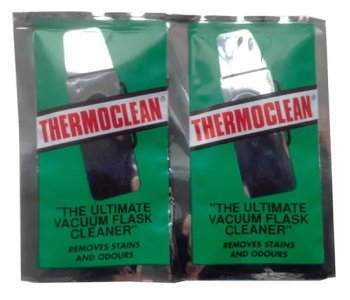 THERMOCLEAN®
"THE ULTIMATE
VACUUM FLASK
CLEANER"
REMOVES STAINS
AND ODOURS
THERMOCLEAN®
"THE ULTIMATE
VACUUM FLASK
CLEANER"
REMOVES STAINS
AND ODOURS